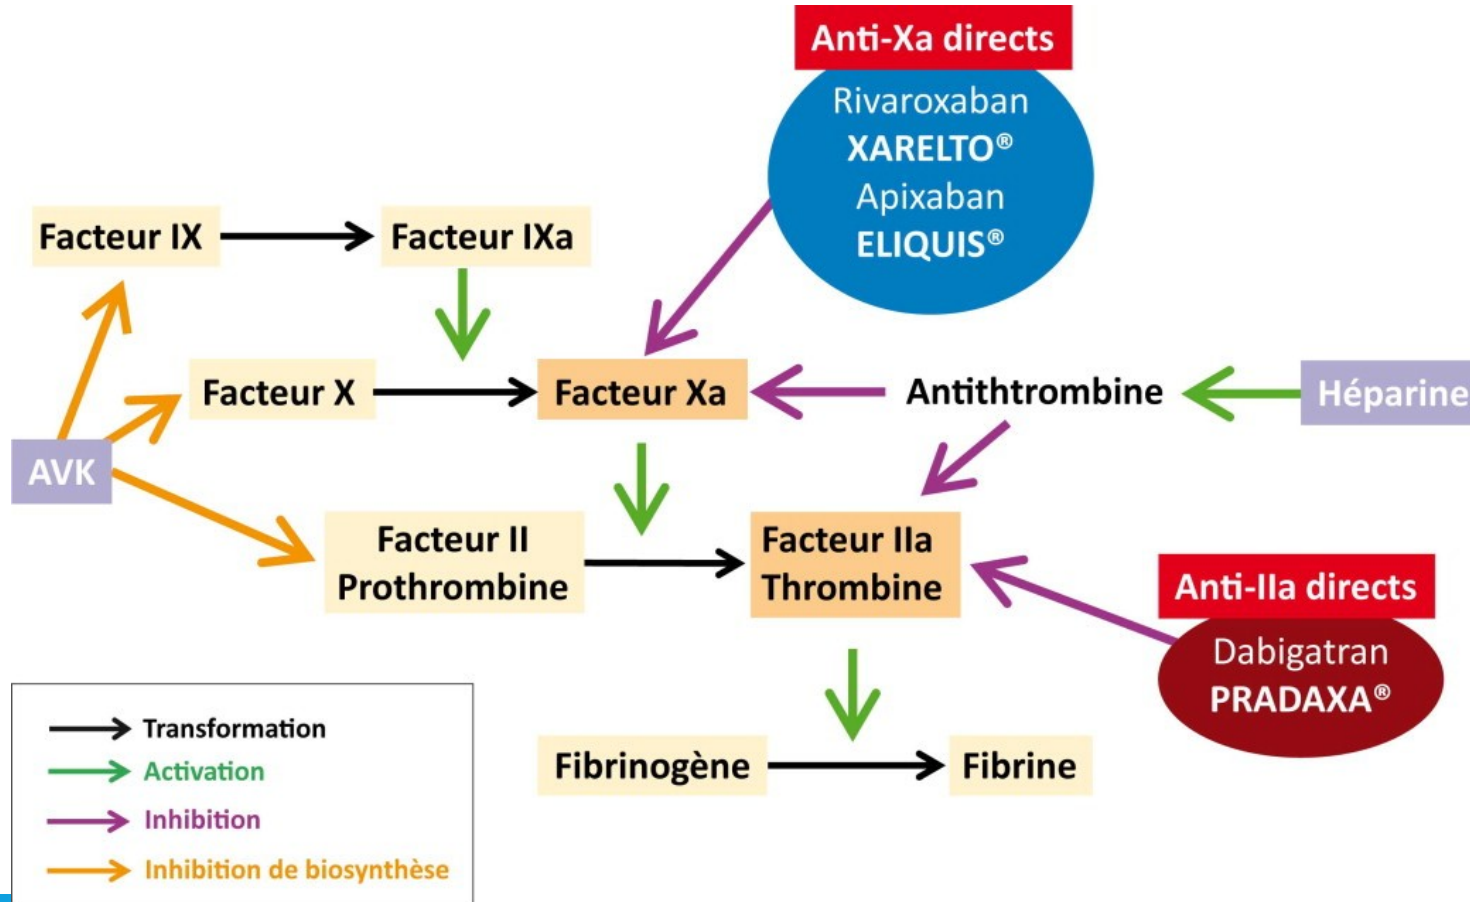 Anti-Xa directs
Rivaroxaban
XARELTO®
Apixaban
ELIQUIS®
Facteur IX
Facteur IXa
Facteur X
Facteur Xa
Antithtrombine
Héparine
AVK
Facteur II
Prothrombine
Facteur IIa
Thrombine
Anti-IIa directs
Dabigatran
PRADAXA®
Fibrinogène
Fibrine
Transformation
Activation
Inhibition
Inhibition de biosynthèse